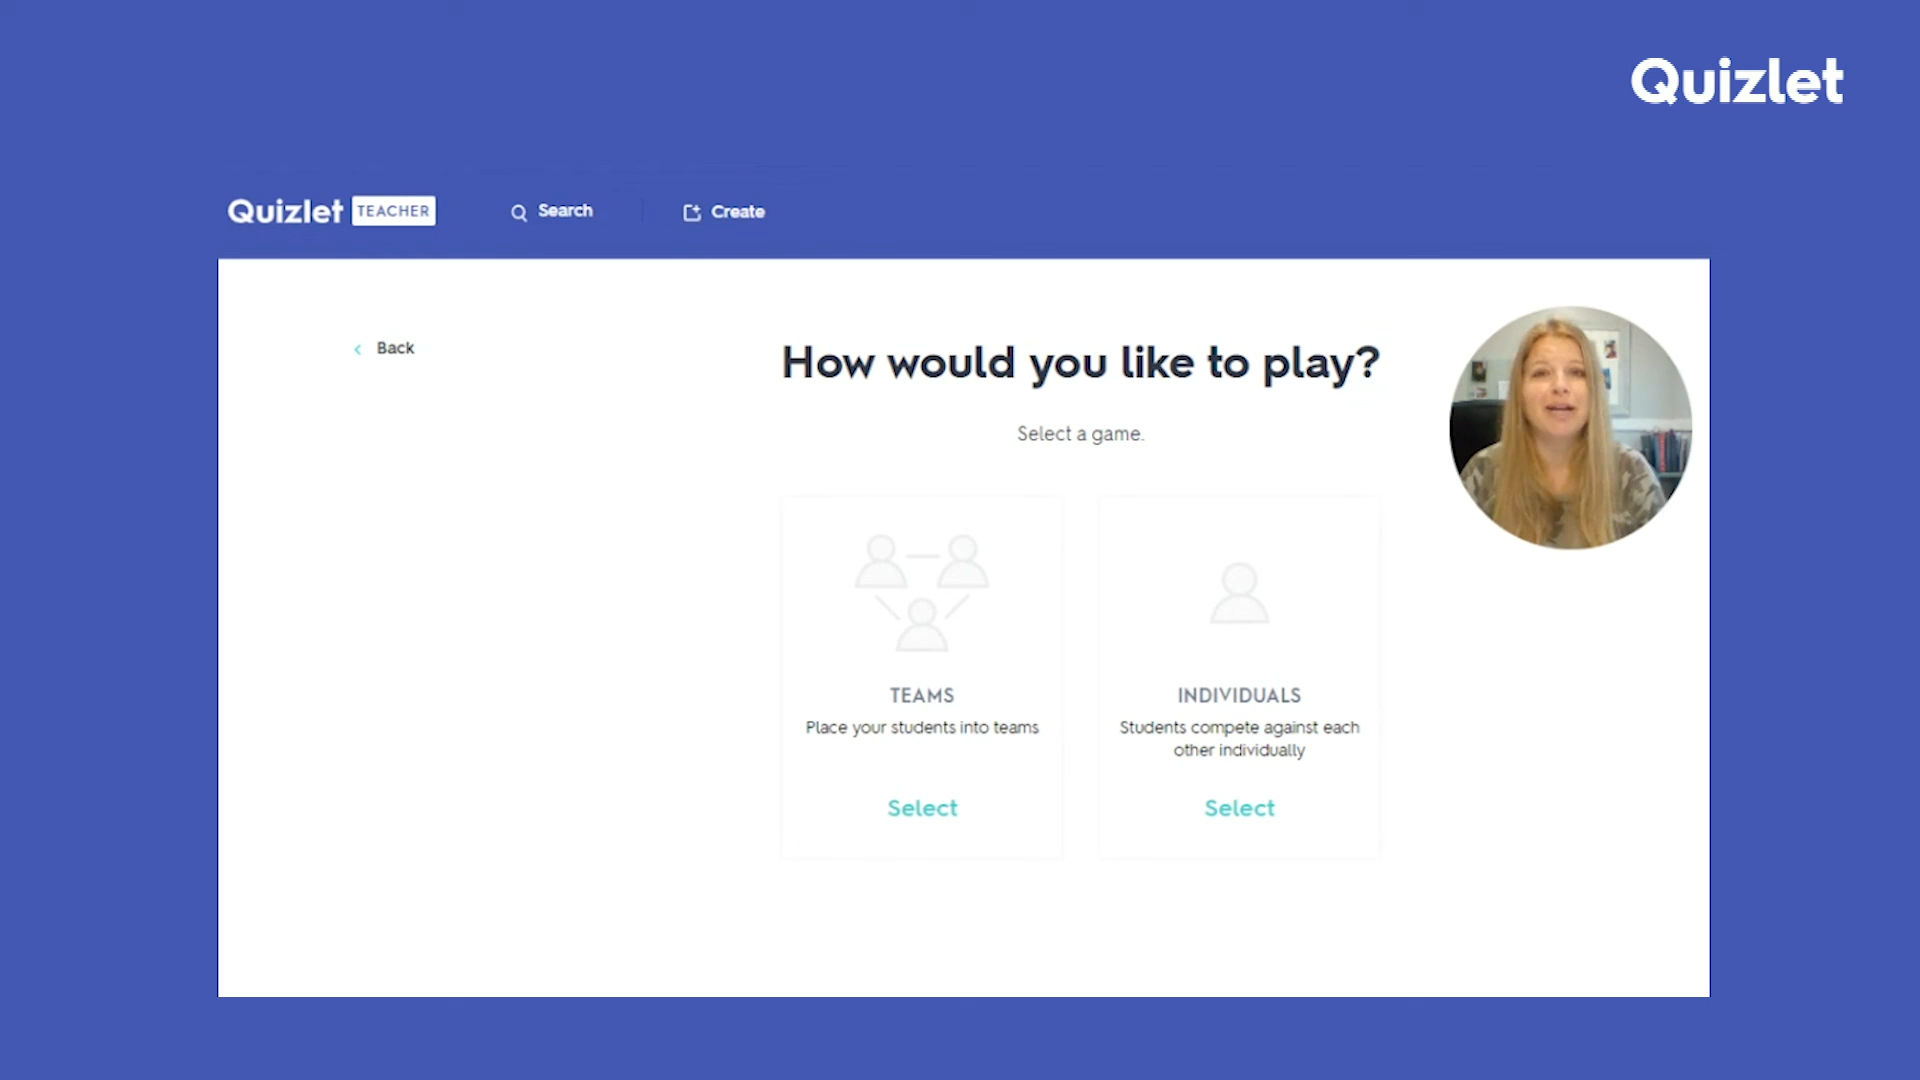 Quizlet
Quizlet TEACHER
Search
Create
Back
How would you like to play?
Select a game.
TEAMS
Place your students into teams
Select
INDIVIDUALS
Students compete against each
other individually
Select